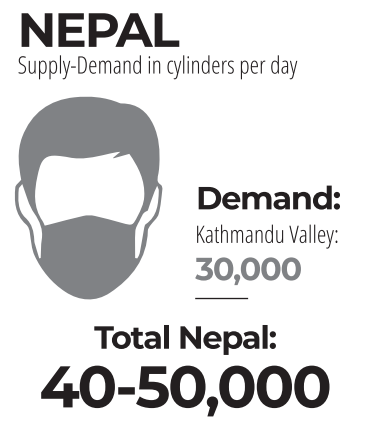 NEPAL
Supply-Demand in cylinders per day
Demand:
Kathmandu Valley:
30,000
Total Nepal:
40-50,000